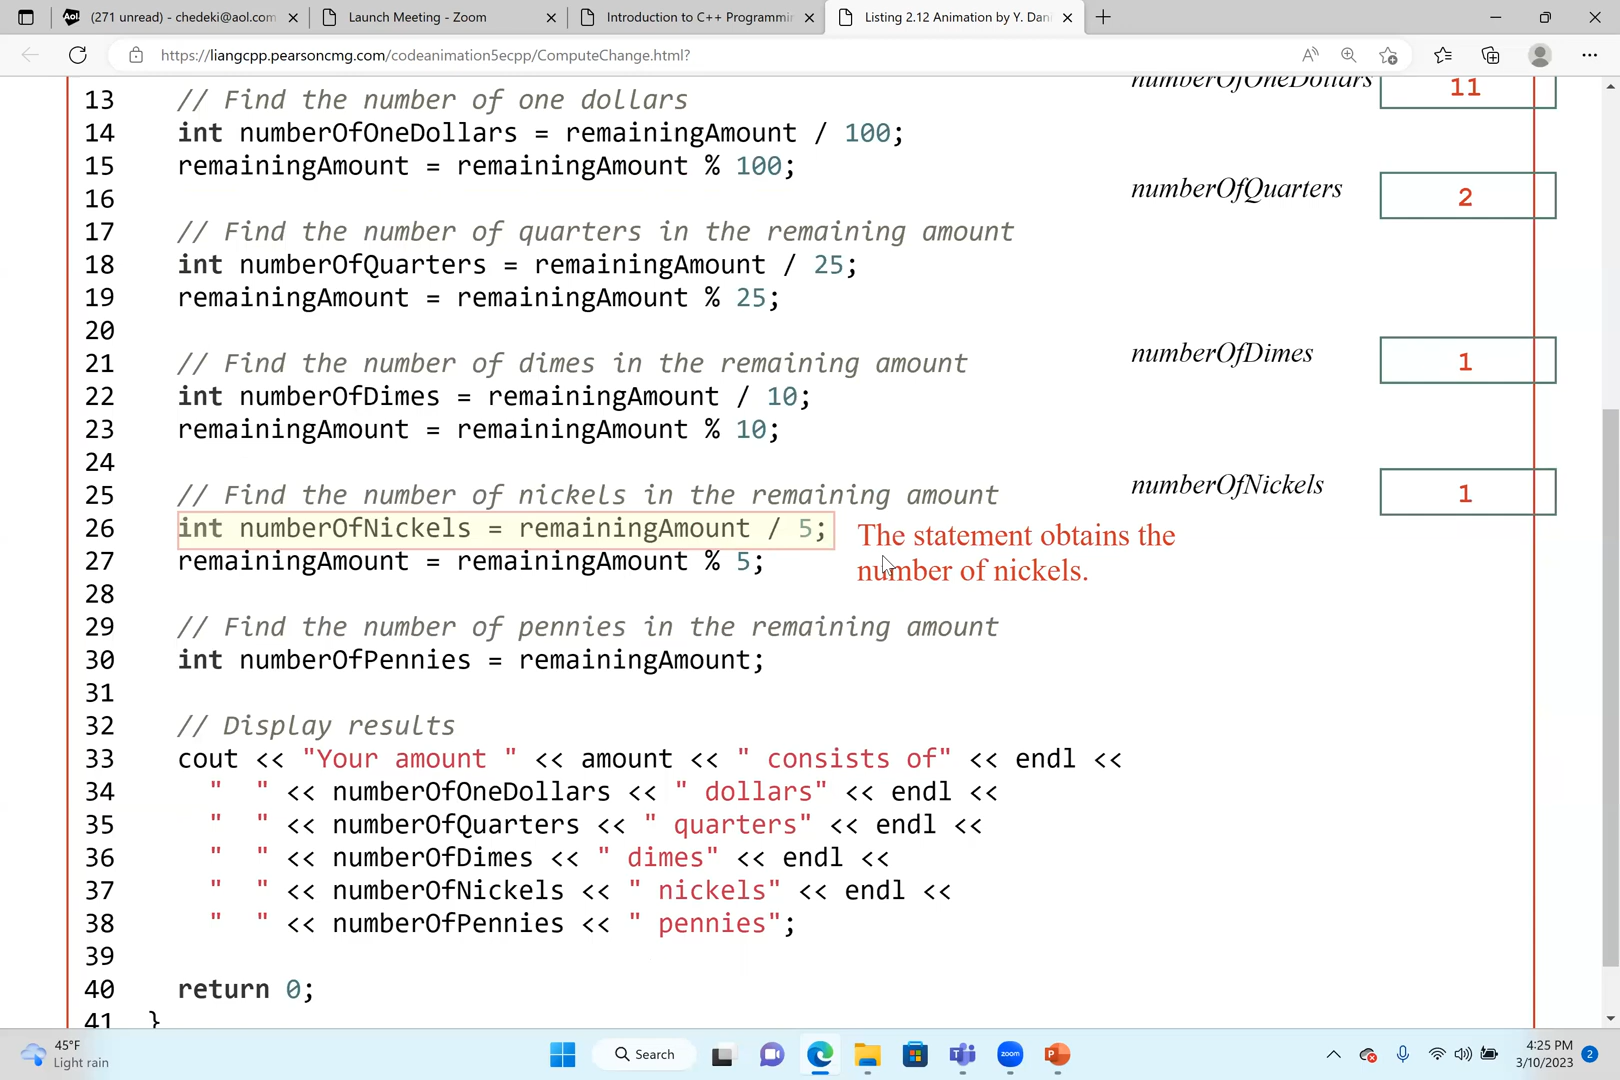 (271 unread) - chedeki@aol.com
Launch Meeting - Zoom
Introduction to C++ Programmin
Listing 2.12 Animation by Y. Dani
https://liangcpp.pearsoncmg.com/codeanimation5ecpp/ComputeChange.html?
numberOfOneDollars 11
13 // Find the number of one dollars
14 int numberOfOneDollars = remainingAmount / 100;
15 remainingAmount = remainingAmount % 100;
16
numberOfQuarters 2
17 // Find the number of quarters in the remaining amount
18 int numberOfQuarters = remainingAmount / 25;
19 remainingAmount = remainingAmount % 25;
20
21 // Find the number of dimes in the remaining amount
numberOfDimes 1
22 int numberOfDimes = remainingAmount / 10;
23 remainingAmount = remainingAmount % 10;
24
25 // Find the number of nickels in the remaining amount
numberOfNickels 1
26 int numberOfNickels = remainingAmount / 5;
The statement obtains the
number of nickels.
27 remainingAmount = remainingAmount % 5;
28
29 // Find the number of pennies in the remaining amount
30 int numberOfPennies = remainingAmount;
31
32 // Display results
33 cout << "Your amount " << amount << " consists of" << endl <<
34 " " << numberOfOneDollars << " dollars" << endl <<
35 " " << numberOfQuarters << " quarters" << endl <<
36 " " << numberOfDimes << " dimes" << endl <<
37 " " << numberOfNickels << " nickels" << endl <<
38 " " << numberOfPennies << " pennies";
39
40 return 0;
41 }
45°F
Light rain
Search
zoom
4:25 PM
3/10/2023
2